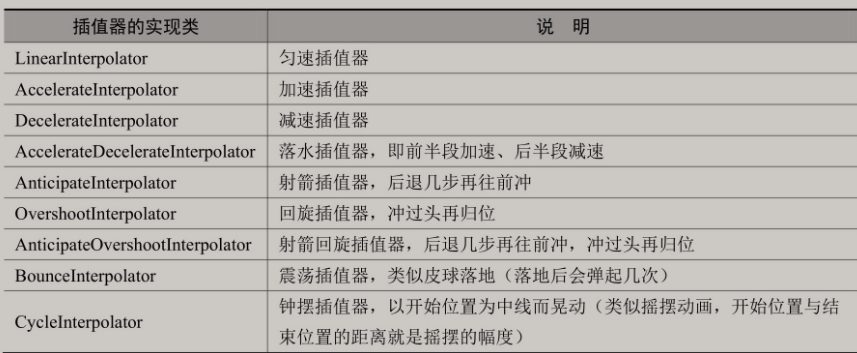 插值器的实现类 说 明
LinearInterpolator 匀速插值器
AccelerateInterpolator 加速插值器
DecelerateInterpolator 减速插值器
AccelerateDecelerateInterpolator 落水插值器，即前半段加速、后半段减速
AnticipateInterpolator 射箭插值器，后退几步再往前冲
OvershootInterpolator 回旋插值器，冲过头再归位
AnticipateOvershootInterpolator 射箭回旋插值器，后退几步再往前冲，冲过头再归位
BounceInterpolator 震荡插值器，类似皮球落地（落地后会弹起几次）
CycleInterpolator 钟摆插值器，以开始位置为中线而晃动（类似摇摆动画，开始位置与结
束位置的距离就是摇摆的幅度）